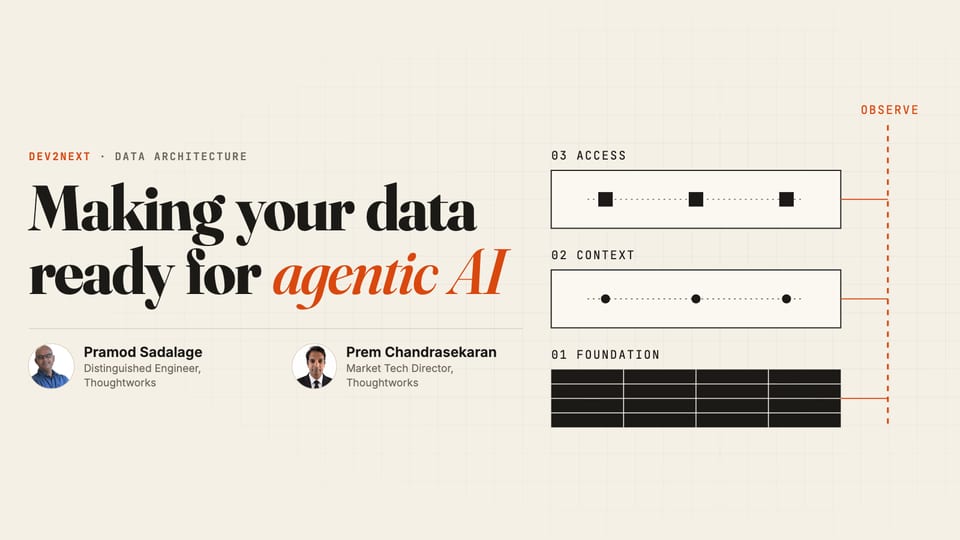 DEV2NEXT · DATA ARCHITECTURE
Making your data
ready for agentic AI
Pramod Sadalage
Distinguished Engineer,
Thoughtworks
Prem Chandrasekaran
Market Tech Director,
Thoughtworks
OBSERVE
03 ACCESS
02 CONTEXT
01 FOUNDATION